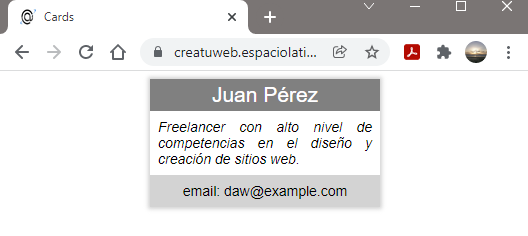 Cards
creatuweb.espaciolati...
Juan Pérez
Freelancer con alto nivel de
competencias en el diseño y
creación de sitios web.
email: daw@example.com